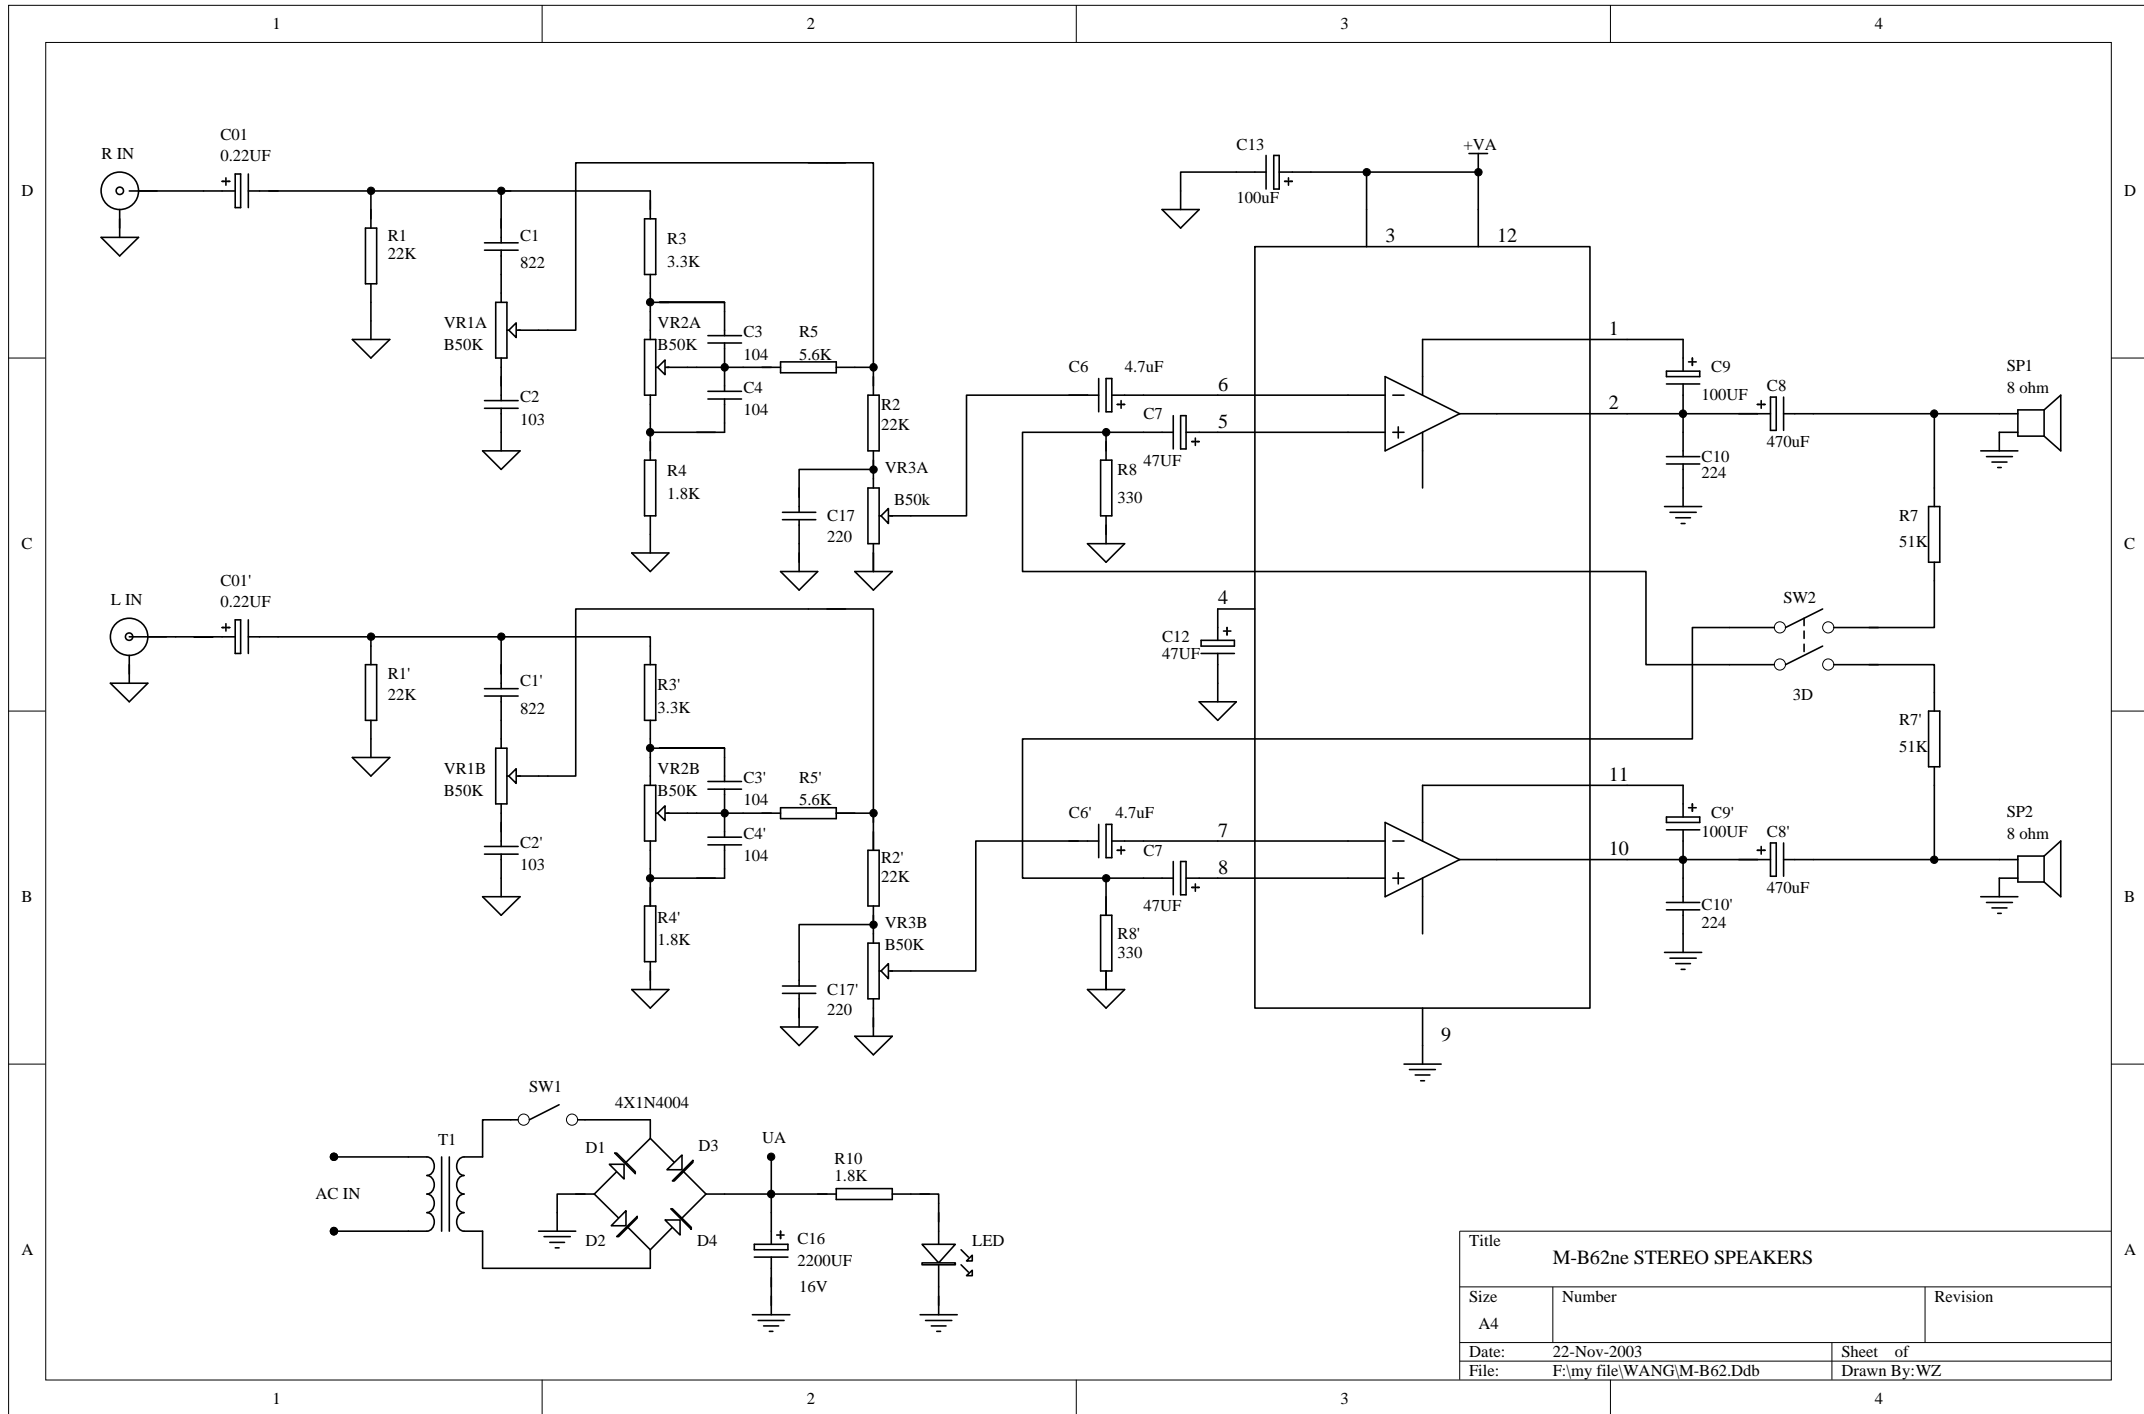 1 2 3 4
D
C
B
A
D
C
B
A
R IN
C01
0.22UF
R1
22K
C1
822
VR1A
B50K
C2
103
R3
3.3K
VR2A
B50K
C3
104
C4
104
R5
5.6K
R4
1.8K
R2
22K
VR3A
B50k
C17
220
C6 4.7uF
C7
47UF
R8
330
C13
100uF
+VA
3 12
6
5
1
2
C9
100UF
C8
470uF
C10
224
SP1
8 ohm
R7
51K
SW2
3D
R7'
51K
4
C12
47UF
L IN
C01'
0.22UF
R1'
22K
C1'
822
VR1B
B50K
C2'
103
R3'
3.3K
VR2B
B50K
C3'
104
C4'
104
R5'
5.6K
R4'
1.8K
R2'
22K
VR3B
B50K
C17'
220
C6' 4.7uF
C7
47UF
R8'
330
7
8
11
10
9
C9'
100UF
C8'
470uF
C10'
224
SP2
8 ohm
AC IN
T1
SW1
4X1N4004
D1
D3
D2
D4
UA
C16
2200UF
16V
R10
1.8K
LED
Title
M-B62ne STEREO SPEAKERS
Size Number Revision
A4
Date: 22-Nov-2003 Sheet of
File: F:\my file\WANG\M-B62.Ddb Drawn By:WZ
1 2 3 4